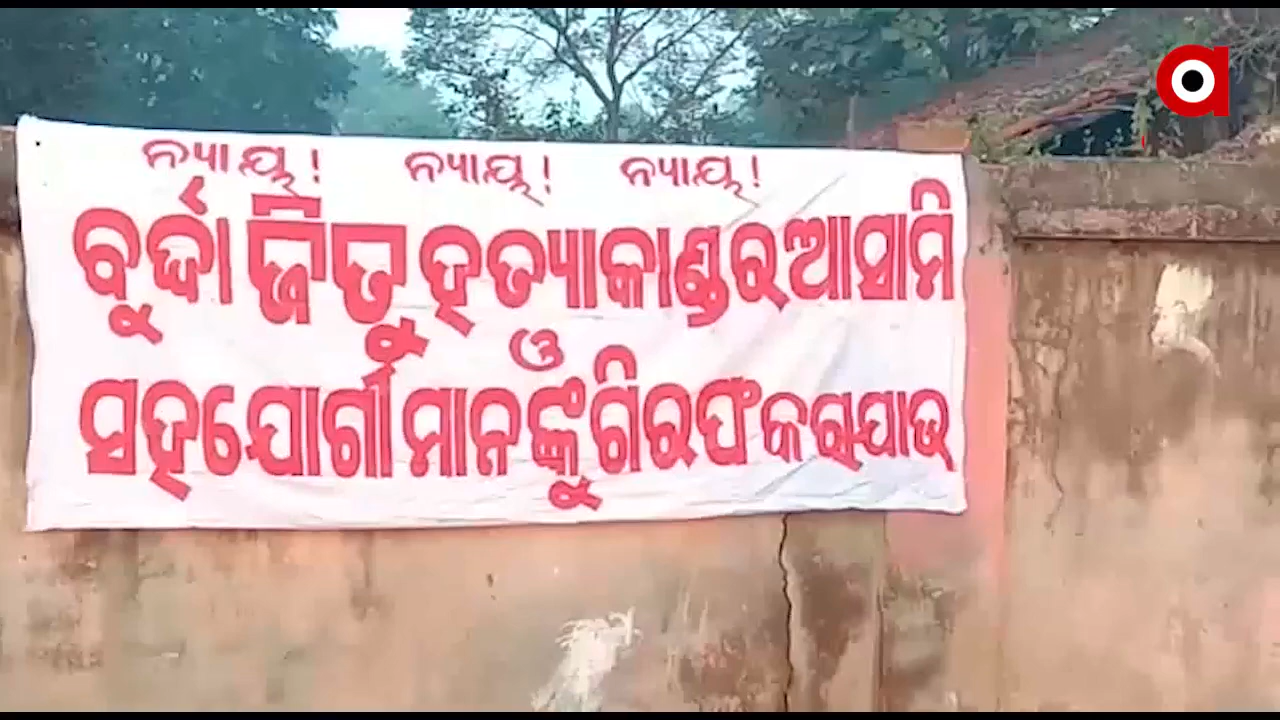 ନ୍ୟାୟ! ନ୍ୟାୟ! ନ୍ୟାୟ!
ବୁର୍ଦ୍ଦା ଜିତୁ ହତ୍ୟାକାଣ୍ଡର ଆସାମି
ଓ
ସହଯୋଗୀ ମାନଙ୍କୁ ଗିରଫ କରାଯାଉ